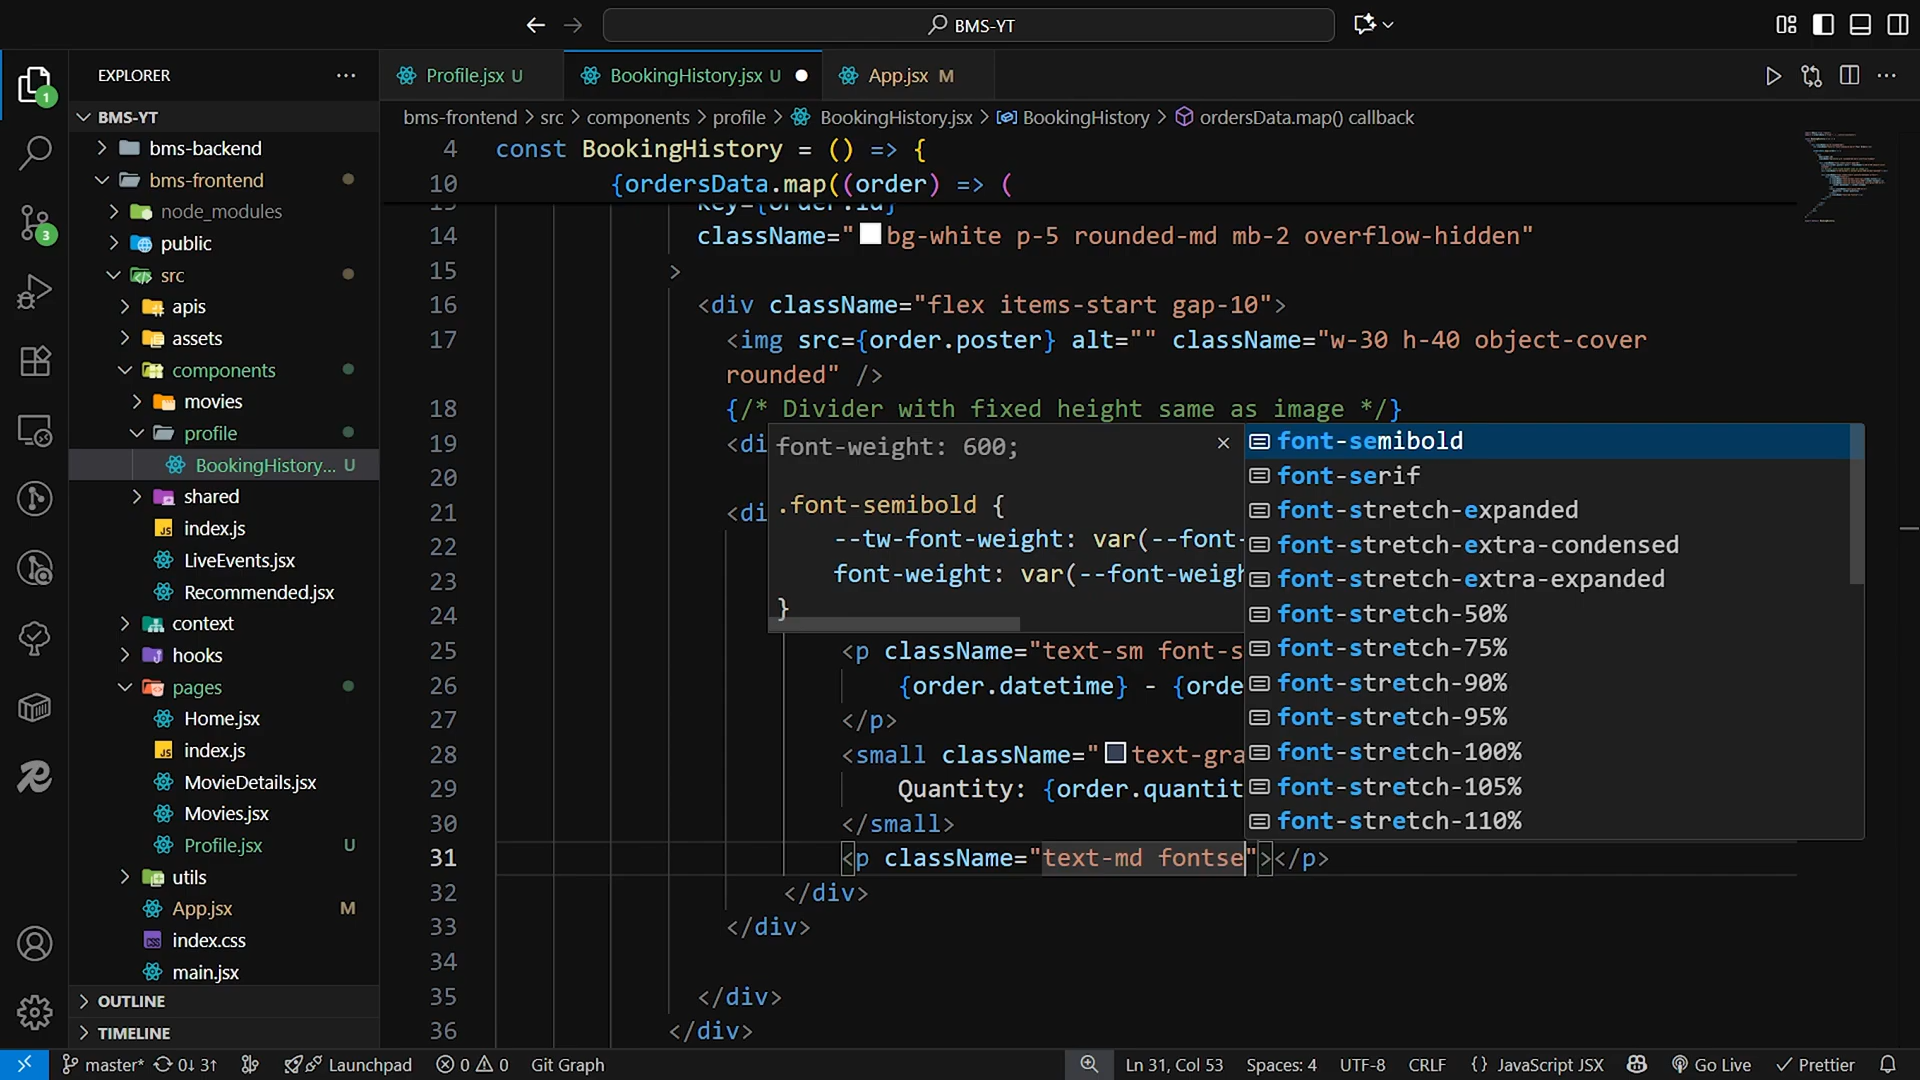 BMS-YT
EXPLORER
BMS-YT
bms-backend
bms-frontend
node_modules
public
src
apis
assets
components
movies
profile
BookingHistory... U
shared
index.js
LiveEvents.jsx
Recommended.jsx
context
hooks
pages
Home.jsx
index.js
MovieDetails.jsx
Movies.jsx
Profile.jsx U
utils
App.jsx M
index.css
main.jsx
OUTLINE
TIMELINE
1
3
Profile.jsx U
BookingHistory.jsx U
App.jsx M
bms-frontend > src > components > profile > BookingHistory.jsx > BookingHistory > ordersData.map() callback
4 const BookingHistory = () => {
10 {ordersData.map((order) => (
14 className="bg-white p-5 rounded-md mb-2 overflow-hidden"
15 >
16 <div className="flex items-start gap-10">
17 <img src={order.poster} alt="" className="w-30 h-40 object-cover
rounded" />
18 {/* Divider with fixed height same as image */}
19 <di
20
21 <di
22
23
24
25 <p className="text-sm font-s
26 {order.datetime} - {orde
27 </p>
28 <small className="text-gra
29 Quantity: {order.quantit
30 </small>
31 <p className="text-md fontse"></p>
32 </div>
33 </div>
34
35 </div>
36 </div>
font-weight: 600;
.font-semibold {
--tw-font-weight: var(--font-
font-weight: var(--font-weigh
}
font-semibold
font-serif
font-stretch-expanded
font-stretch-extra-condensed
font-stretch-extra-expanded
font-stretch-50%
font-stretch-75%
font-stretch-90%
font-stretch-95%
font-stretch-100%
font-stretch-105%
font-stretch-110%
master* 0↓ 3↑ Launchpad 0 0 Git Graph Ln 31, Col 53 Spaces: 4 UTF-8 CRLF {} JavaScript JSX Go Live Prettier